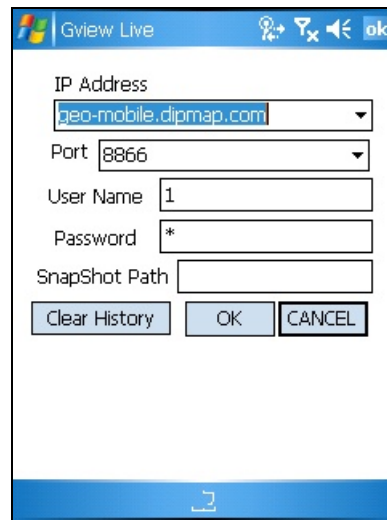 Gview Live ok
IP Address
geo-mobile.dipmap.com
Port 8866
User Name 1
Password *
SnapShot Path
Clear History OK CANCEL